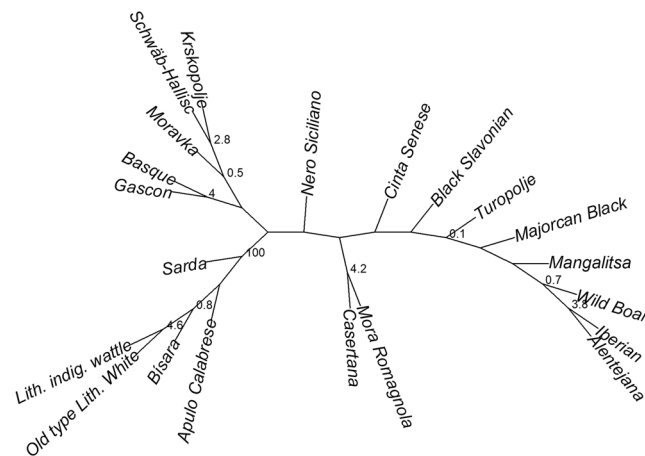 Schwäb-Hallisc
Krskopolje
2.8
Moravka
0.5
Basque
4
Gascon
Nero Siciliano
Cinta Senese
Black Slavonian
Turopolje
0.1
Majorcan Black
Mangalitsa
0.7
Wild Boar
3.8
Iberian
Alentejana
Sarda
100
4.2
Casertana
Mora Romagnola
0.8
4.6
Lith. indig. wattle
Old type Lith. White
Bisara
Apulo Calabrese